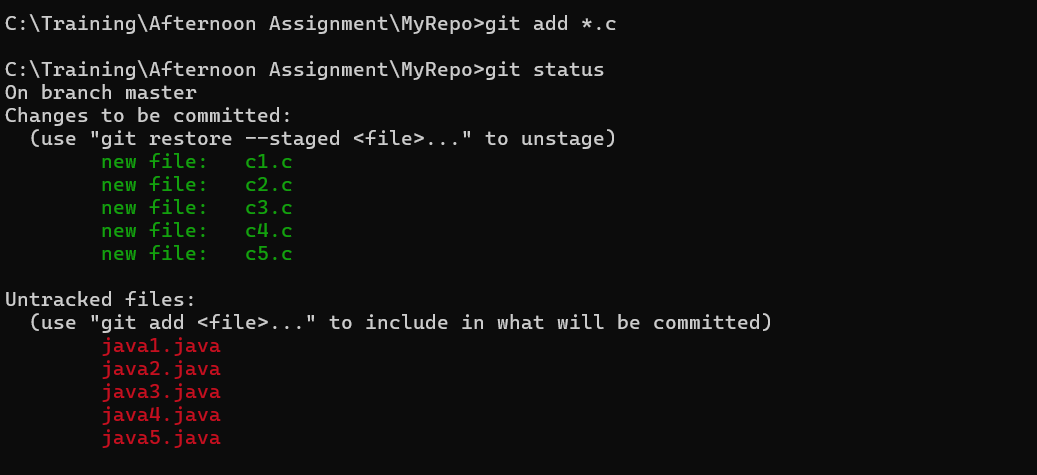 C:\Training\Afternoon Assignment\MyRepo>git add *.c
C:\Training\Afternoon Assignment\MyRepo>git status
On branch master
Changes to be committed:
  (use "git restore --staged <file>..." to unstage)
        new file:   c1.c
        new file:   c2.c
        new file:   c3.c
        new file:   c4.c
        new file:   c5.c
Untracked files:
  (use "git add <file>..." to include in what will be committed)
        java1.java
        java2.java
        java3.java
        java4.java
        java5.java